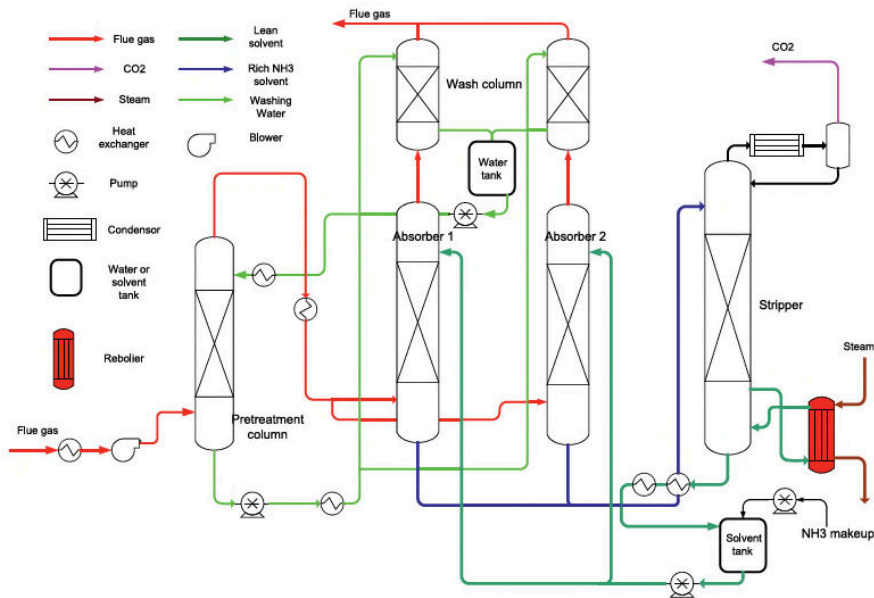 Flue gas
Flue gas
Lean
solvent
CO2
CO2
Rich NH3
solvent
Wash column
Steam
Washing
Water
Heat
exchanger
Blower
Water
tank
Pump
Condensor
Absorber 1
Absorber 2
Water or
solvent
tank
Stripper
Rebolier
Steam
Pretreatment
column
Flue gas
Solvent
tank
NH3 makeup